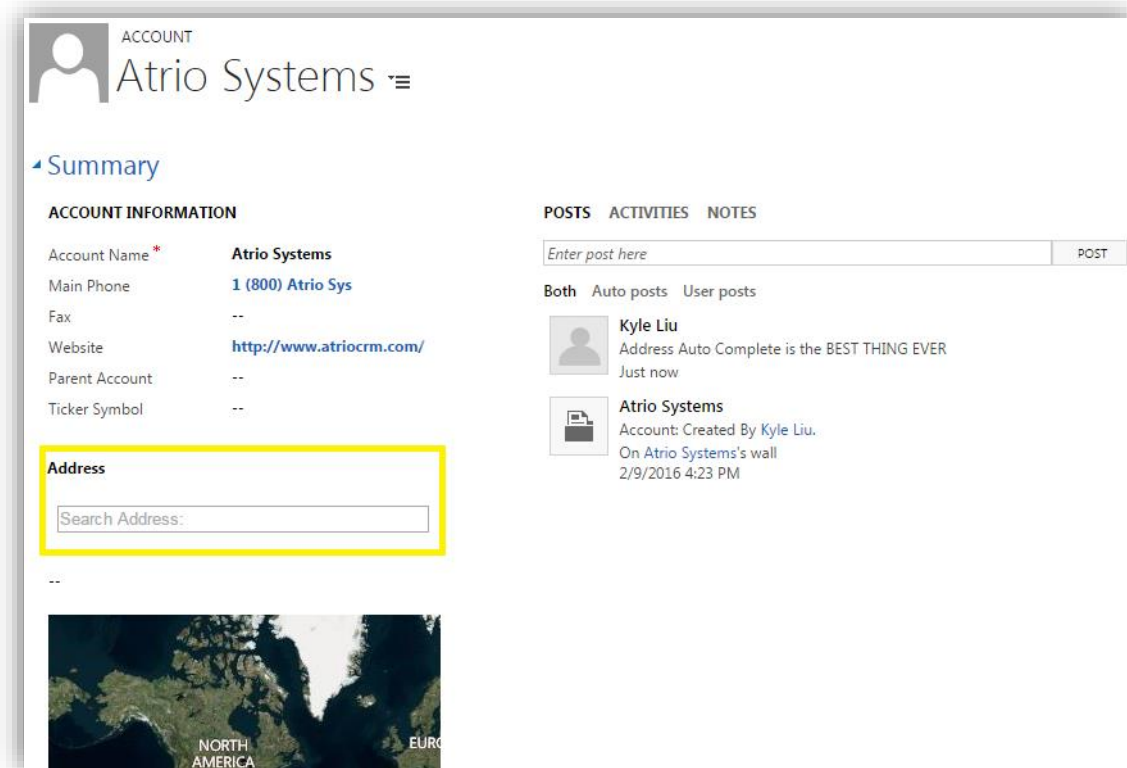 ACCOUNT
Atrio Systems
Summary
ACCOUNT INFORMATION
Account Name* Atrio Systems
Main Phone 1 (800) Atrio Sys
Fax --
Website http://www.atriocrm.com/
Parent Account --
Ticker Symbol --
Address
Search Address:
--
NORTH
AMERICA
EURO
POSTS ACTIVITIES NOTES
Enter post here POST
Both Auto posts User posts
Kyle Liu
Address Auto Complete is the BEST THING EVER
Just now
Atrio Systems
Account: Created By Kyle Liu.
On Atrio Systems's wall
2/9/2016 4:23 PM